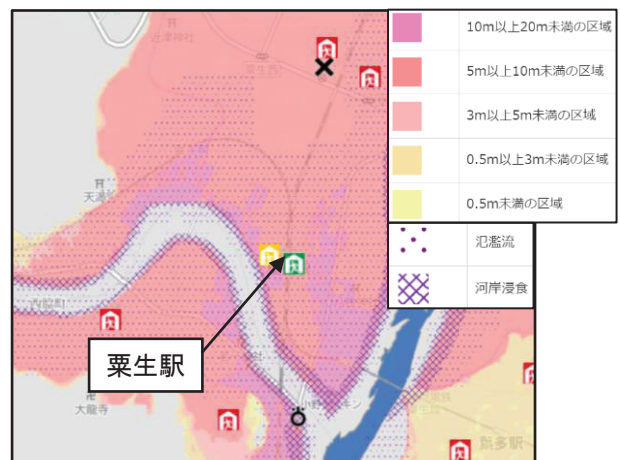 10m以上20m未満の区域
5m以上10m未満の区域
3m以上5m未満の区域
0.5m以上3m未満の区域
0.5m未満の区域
氾濫流
河岸浸食
粟生駅
大龍寺